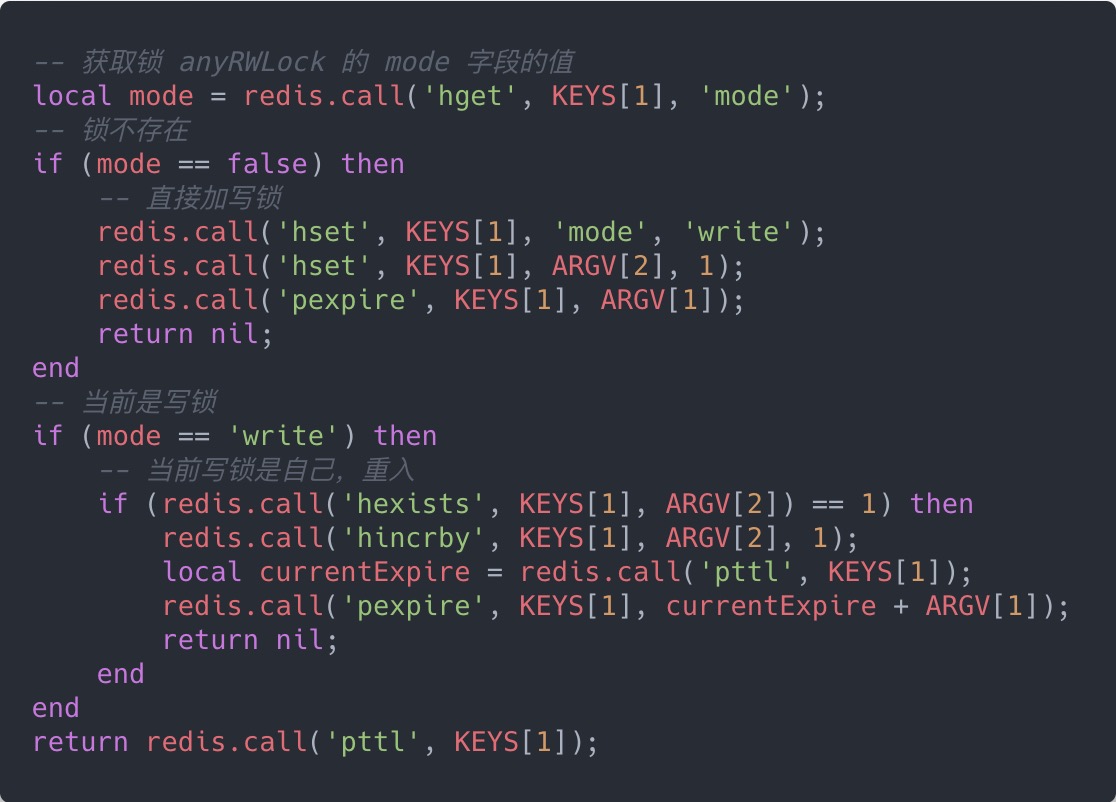 -- 获取锁 anyRWLock 的 mode 字段的值
local mode = redis.call('hget', KEYS[1], 'mode');
-- 锁不存在
if (mode == false) then
    -- 直接加写锁
    redis.call('hset', KEYS[1], 'mode', 'write');
    redis.call('hset', KEYS[1], ARGV[2], 1);
    redis.call('pexpire', KEYS[1], ARGV[1]);
    return nil;
end
-- 当前是写锁
if (mode == 'write') then
    -- 当前写锁是自己，重入
    if (redis.call('hexists', KEYS[1], ARGV[2]) == 1) then
        redis.call('hincrby', KEYS[1], ARGV[2], 1);
        local currentExpire = redis.call('pttl', KEYS[1]);
        redis.call('pexpire', KEYS[1], currentExpire + ARGV[1]);
        return nil;
    end
end
return redis.call('pttl', KEYS[1]);